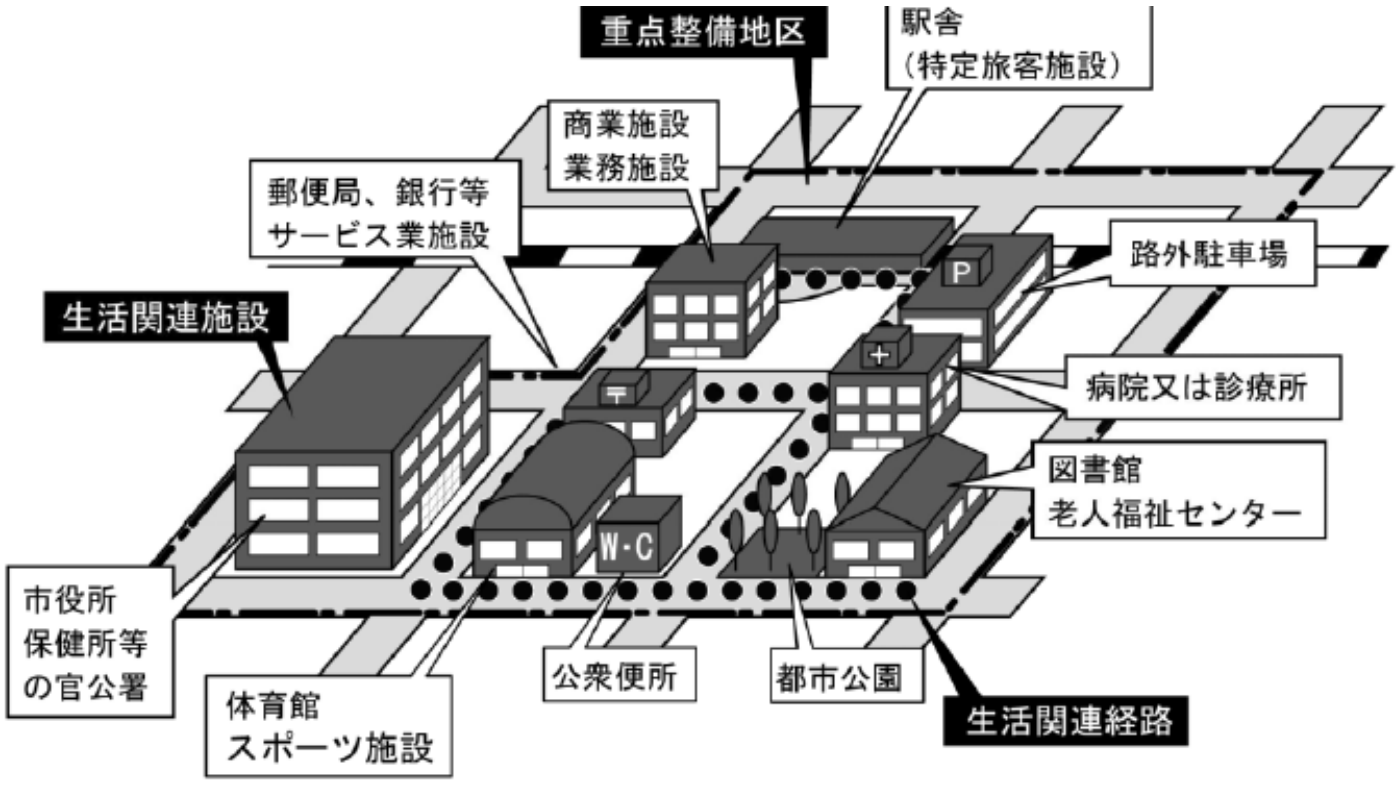 重点整備地区
駅舎
（特定旅客施設）
商業施設
業務施設
郵便局、銀行等
サービス業施設
路外駐車場
生活関連施設
P
病院又は診療所
〒
図書館
老人福祉センター
W・C
市役所
保健所等
の官公署
体育館
スポーツ施設
公衆便所
都市公園
生活関連経路